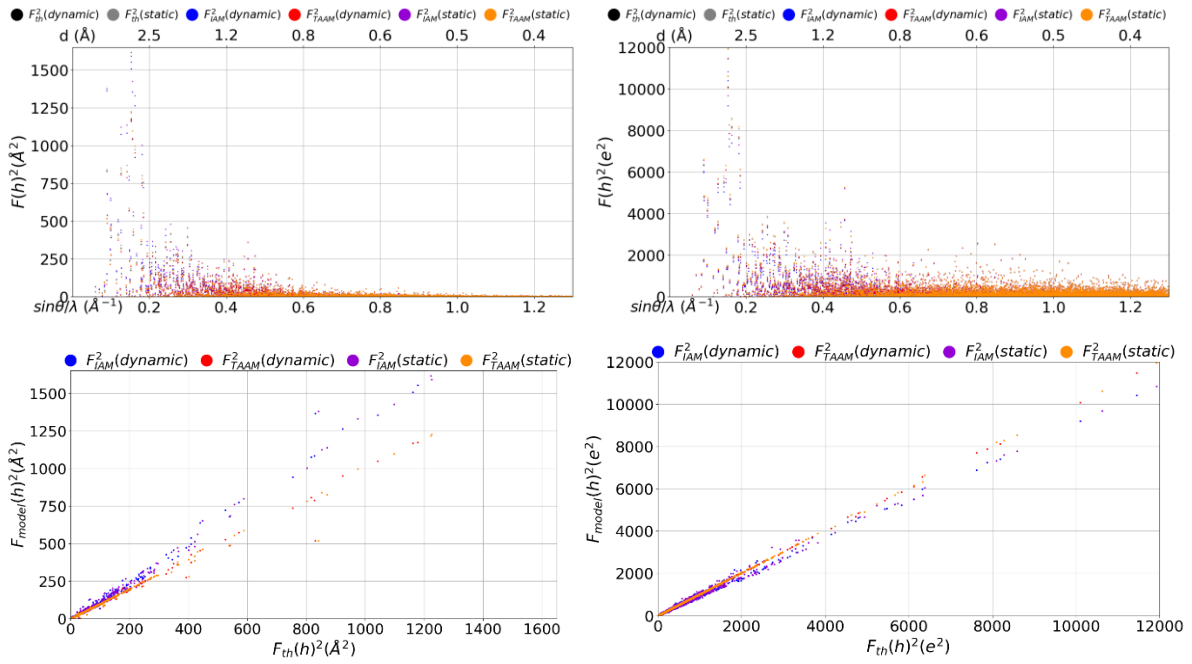 F²th(dynamic) F²th(static) F²IAM(dynamic) F²TAAM(dynamic) F²IAM(static) F²TAAM(static)
d (Å) 2.5 1.2 0.8 0.6 0.5 0.4
1500
1250
1000
750
500
250
0
F(h)²(Å²)
sinθ/λ (Å⁻¹) 0.2 0.4 0.6 0.8 1.0 1.2
F²th(dynamic) F²th(static) F²IAM(dynamic) F²TAAM(dynamic) F²IAM(static) F²TAAM(static)
d (Å) 2.5 1.2 0.8 0.6 0.5 0.4
12000
10000
8000
6000
4000
2000
0
F(h)²(e²)
sinθ/λ (Å⁻¹) 0.2 0.4 0.6 0.8 1.0 1.2
F²IAM(dynamic) F²TAAM(dynamic) F²IAM(static) F²TAAM(static)
1500
1250
1000
750
500
250
0
Fmodel(h)²(Å²)
0 200 400 600 800 1000 1200 1400 1600
Fth(h)²(Å²)
F²IAM(dynamic) F²TAAM(dynamic) F²IAM(static) F²TAAM(static)
12000
10000
8000
6000
4000
2000
0
Fmodel(h)²(e²)
0 2000 4000 6000 8000 10000 12000
Fth(h)²(e²)